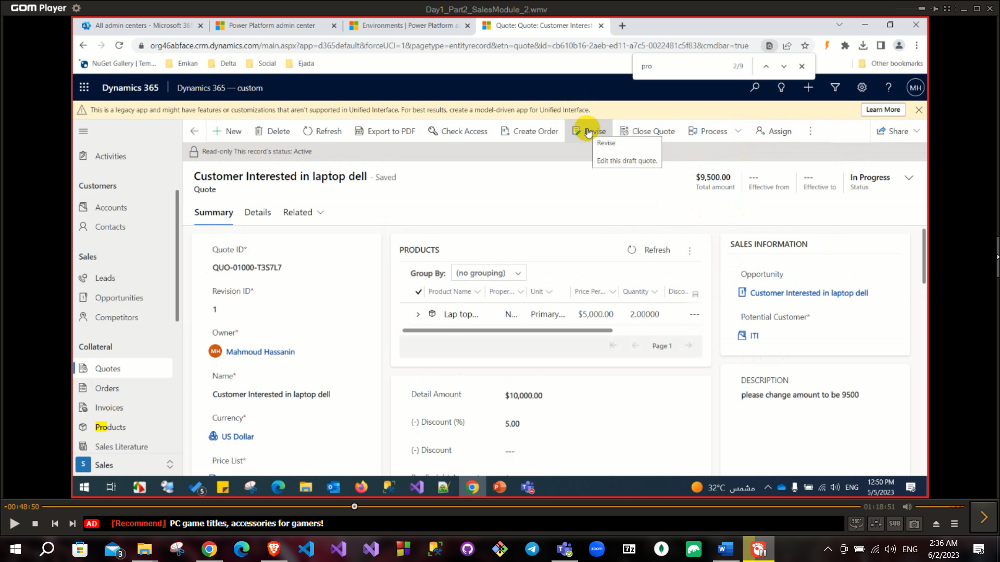 GOM Player
Day1_Part2_SalesModule_2.wmv
All admin centers - Microsoft 365
Power Platform admin center
Environments | Power Platform a
Quote: Quote: Customer Interest
org46abface.crm.dynamics.com/main.aspx?app=d365default&forceUCI=1&pagetype=entityrecord&etn=quote&id=cb610b16-2aeb-ed11-a7c5-0022481c5f83&cmdbar=true
NuGet Gallery | Tem...
Emkan
Delta
Social
Ejada
pro
2/9
Other bookmarks
Dynamics 365
Dynamics 365 — custom
MH
This is a legacy app and might have features or customizations that aren't supported in Unified Interface. For best results, create a model-driven app for Unified Interface.
Learn More
New
Delete
Refresh
Export to PDF
Check Access
Create Order
Revise
Close Quote
Process
Assign
Share
Revise
Edit this draft quote.
Read-only This record's status: Active
Activities
Customers
Accounts
Contacts
Sales
Leads
Opportunities
Competitors
Collateral
Quotes
Orders
Invoices
Products
Sales Literature
S
Sales
Customer Interested in laptop dell - Saved
Quote
$9,500.00
Total amount
---
Effective from
---
Effective to
In Progress
Status
Summary
Details
Related
Quote ID*
QUO-01000-T3S7L7
Revision ID*
1
Owner*
MH
Mahmoud Hassanin
Name*
Customer Interested in laptop dell
Currency*
US Dollar
Price List*
PRODUCTS
Refresh
Group By:
(no grouping)
Product Name
Proper...
Unit
Price Per...
Quantity
Disco..
Lap top...
N...
Primary...
$5,000.00
2.00000
---
Page 1
Detail Amount
$10,000.00
(-) Discount (%)
5.00
(-) Discount
---
SALES INFORMATION
Opportunity
Customer Interested in laptop dell
Potential Customer*
ITI
DESCRIPTION
please change amount to be 9500
5
32°C
مشمس
ENG
12:50 PM
5/5/2023
-00:48:50
01:18:51
AD
『Recommend』 PC game titles, accessories for gamers!
360°
SUB
3
zoom
7z
ENG
2:36 AM
6/2/2023